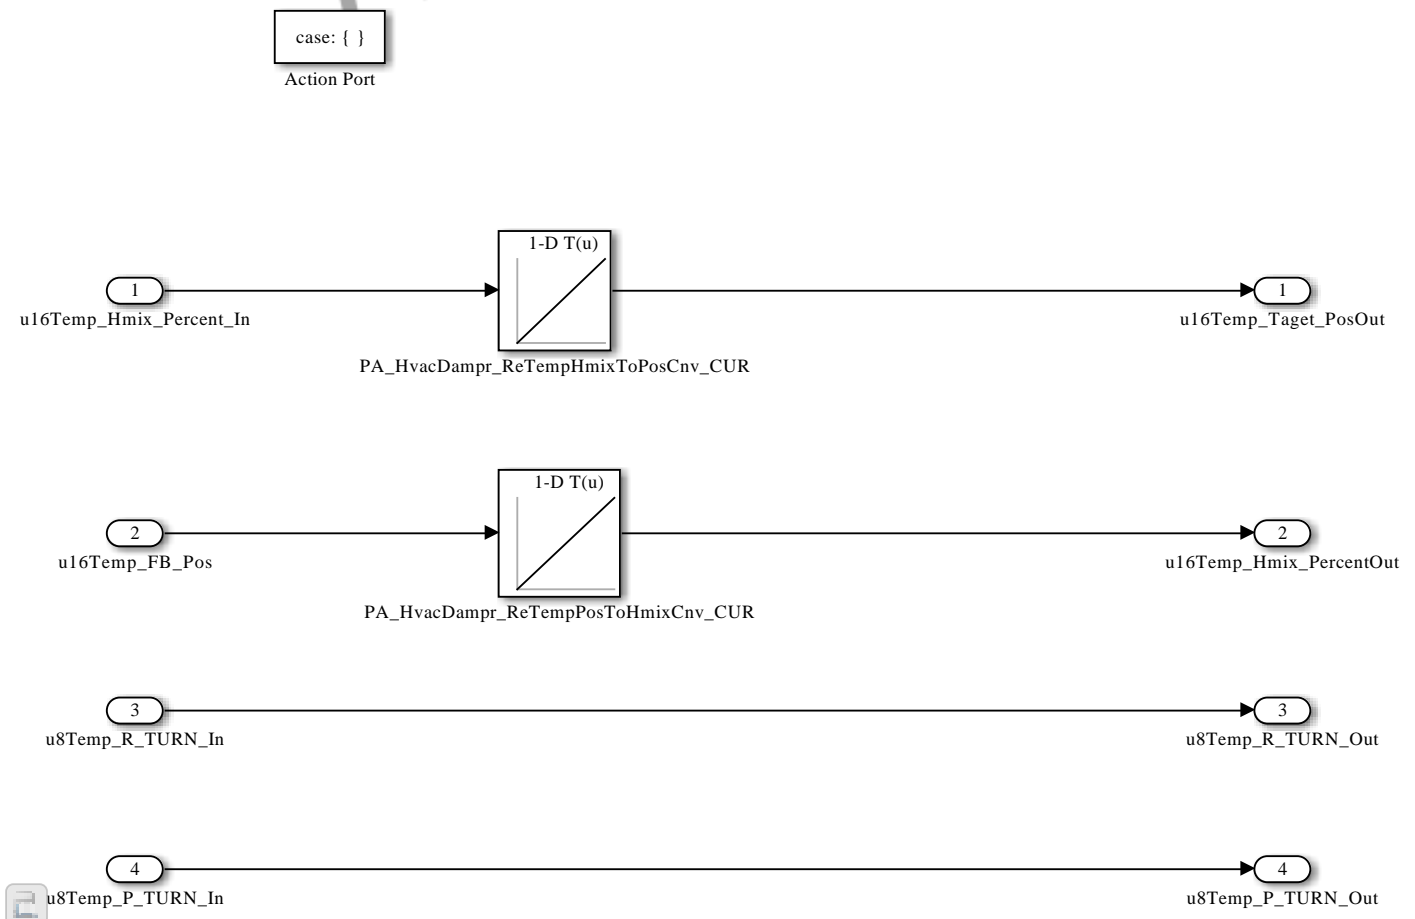 case: { }
Action Port
1-D T(u)
1
1
u16Temp_Hmix_Percent_In
u16Temp_Taget_PosOut
PA_HvacDampr_ReTempHmixToPosCnv_CUR
1-D T(u)
2
2
u16Temp_FB_Pos
u16Temp_Hmix_PercentOut
PA_HvacDampr_ReTempPosToHmixCnv_CUR
3
3
u8Temp_R_TURN_In
u8Temp_R_TURN_Out
4
4
u8Temp_P_TURN_In
u8Temp_P_TURN_Out